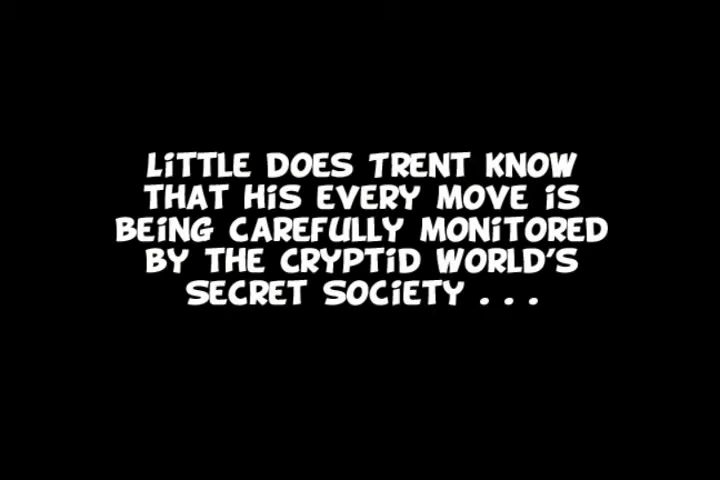 LiTTLE DOES TRENT KNOW
THAT HiS EVERY MOVE iS
BEiNG CAREFULLY MONiTORED
BY THE CRYPTiD WORLD'S
SECRET SOCiETY . . .